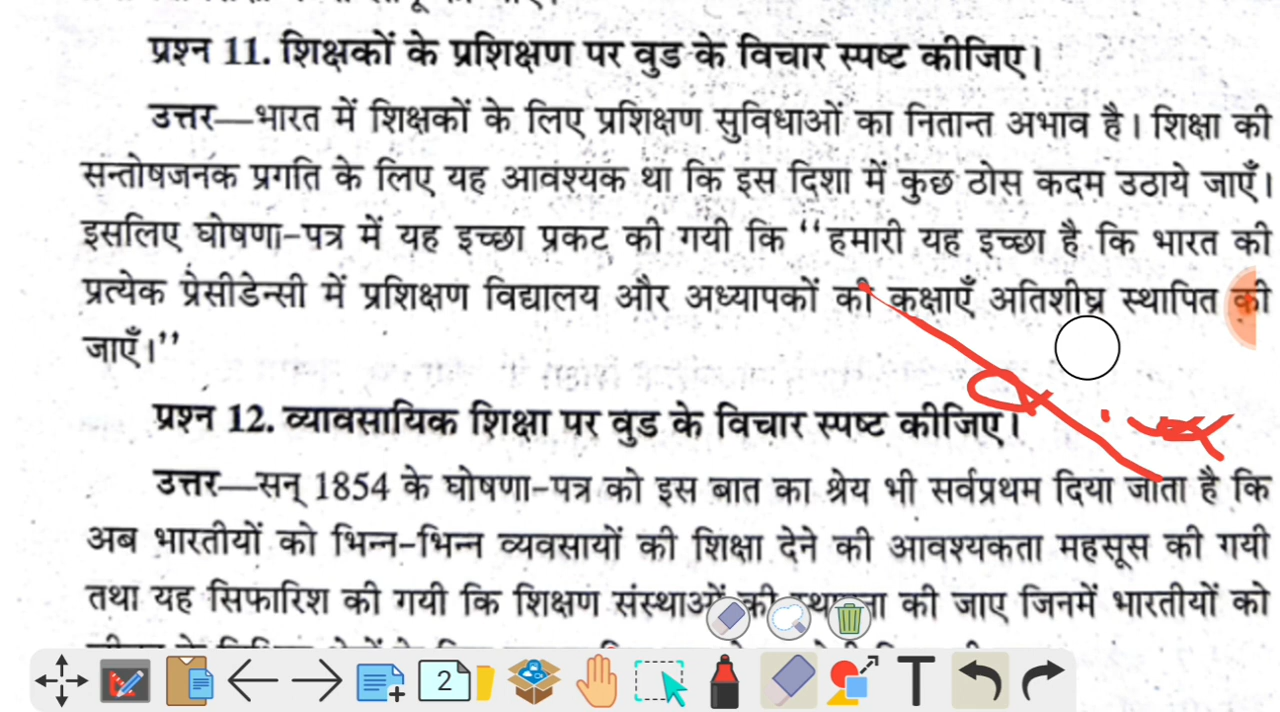 प्रश्न 11. शिक्षकों के प्रशिक्षण पर वुड के विचार स्पष्ट कीजिए।
उत्तर—भारत में शिक्षकों के लिए प्रशिक्षण सुविधाओं का नितान्त अभाव है। शिक्षा की
सन्तोषजनक प्रगति के लिए यह आवश्यक था कि इस दिशा में कुछ ठोस कदम उठाये जाएँ।
इसलिए घोषणा-पत्र में यह इच्छा प्रकट की गयी कि ‘‘हमारी यह इच्छा है कि भारत की
प्रत्येक प्रेसीडेन्सी में प्रशिक्षण विद्यालय और अध्यापकों की कक्षाएँ अतिशीघ्र स्थापित की
जाएँ।’’
प्रश्न 12. व्यावसायिक शिक्षा पर वुड के विचार स्पष्ट कीजिए।
उत्तर—सन् 1854 के घोषणा-पत्र को इस बात का श्रेय भी सर्वप्रथम दिया जाता है कि
अब भारतीयों को भिन्न-भिन्न व्यवसायों की शिक्षा देने की आवश्यकता महसूस की गयी
तथा यह सिफारिश की गयी कि शिक्षण संस्थाओं की स्थापना की जाए जिनमें भारतीयों को
2
T